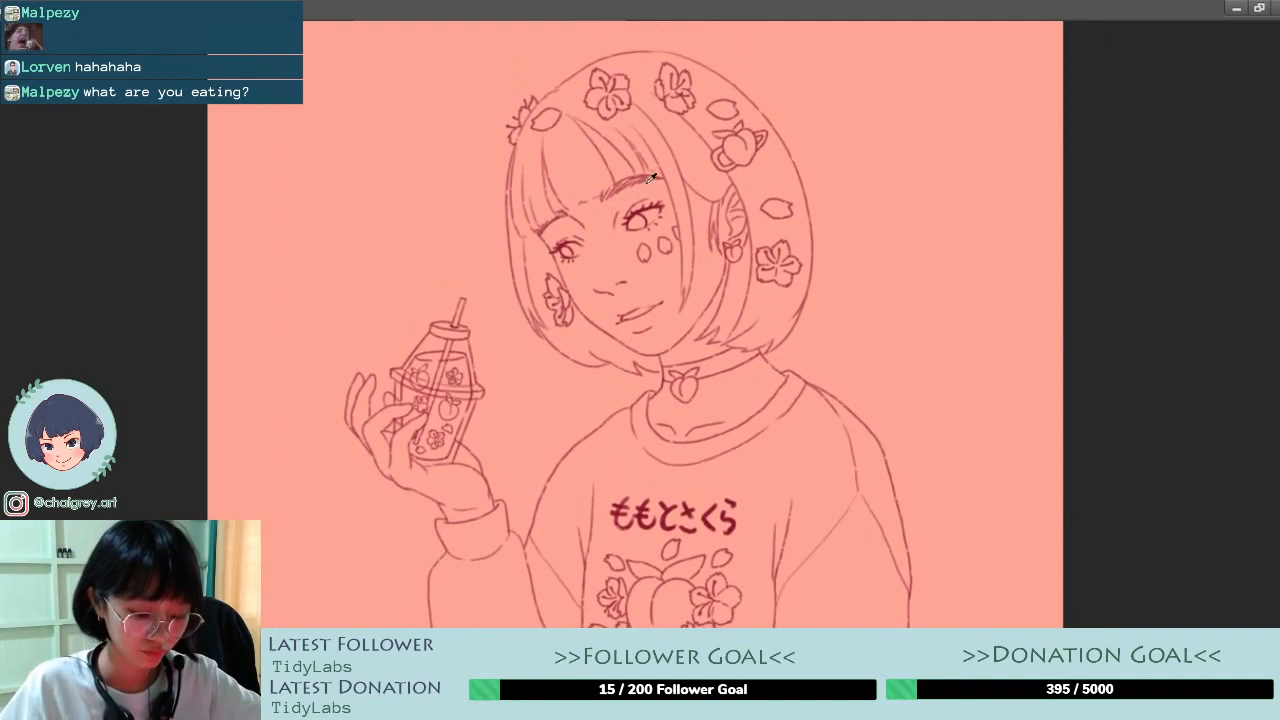 Malpezy
Lorven hahahaha
Malpezy what are you eating?
ももとさくら
@chaigrey.art
LATEST FOLLOWER
TidyLabs
LATEST DONATION
TidyLabs
>>FOLLOWER GOAL<<
15 / 200 Follower Goal
>>DONATION GOAL<<
395 / 5000